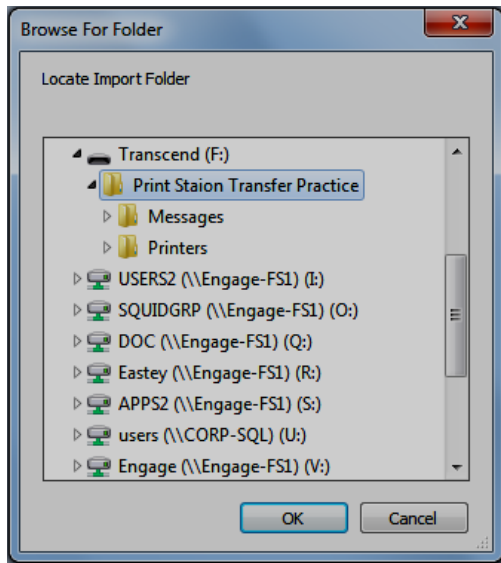 Browse For Folder
Locate Import Folder
Transcend (F:)
Print Staion Transfer Practice
Messages
Printers
USERS2 (\\Engage-FS1) (I:)
SQUIDGRP (\\Engage-FS1) (O:)
DOC (\\Engage-FS1) (Q:)
Eastey (\\Engage-FS1) (R:)
APPS2 (\\Engage-FS1) (S:)
users (\\CORP-SQL) (U:)
Engage (\\Engage-FS1) (V:)
OK Cancel